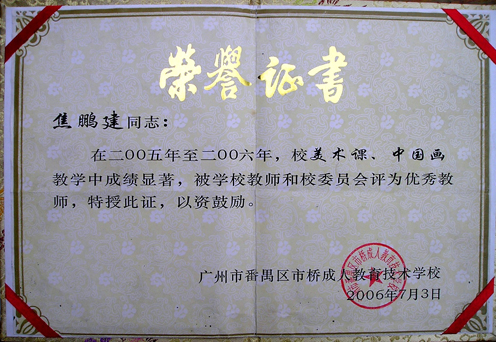 荣誉证书
焦鹏建同志：
在二00五年至二00六年，校美术课、中国画
教学中成绩显著，被学校教师和校委员会评为优秀教
师，特授此证，以资鼓励。
广州市番禺区市桥成人教育技术学校
2006年7月3日